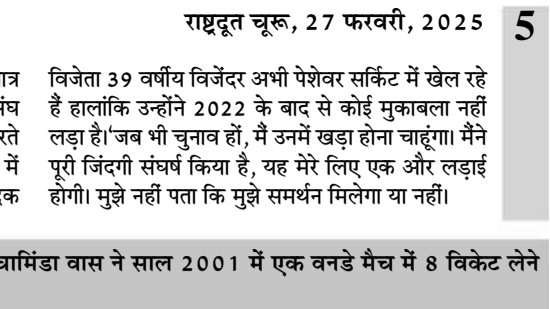 राष्ट्रदूत चूरू, 27 फरवरी, 2025 5
विजेता 39 वर्षीय विजेंदर अभी पेशेवर सर्किट में खेल रहे
हैं हालांकि उन्होंने 2022 के बाद से कोई मुकाबला नहीं
रते लड़ा है।‘जब भी चुनाव हों, मैं उनमें खड़ा होना चाहूंगा। मैंने
में पूरी जिंदगी संघर्ष किया है, यह मेरे लिए एक और लड़ाई
होगी। मुझे नहीं पता कि मुझे समर्थन मिलेगा या नहीं।
चामिंडा वास ने साल 2001 में एक वनडे मैच में 8 विकेट लेने